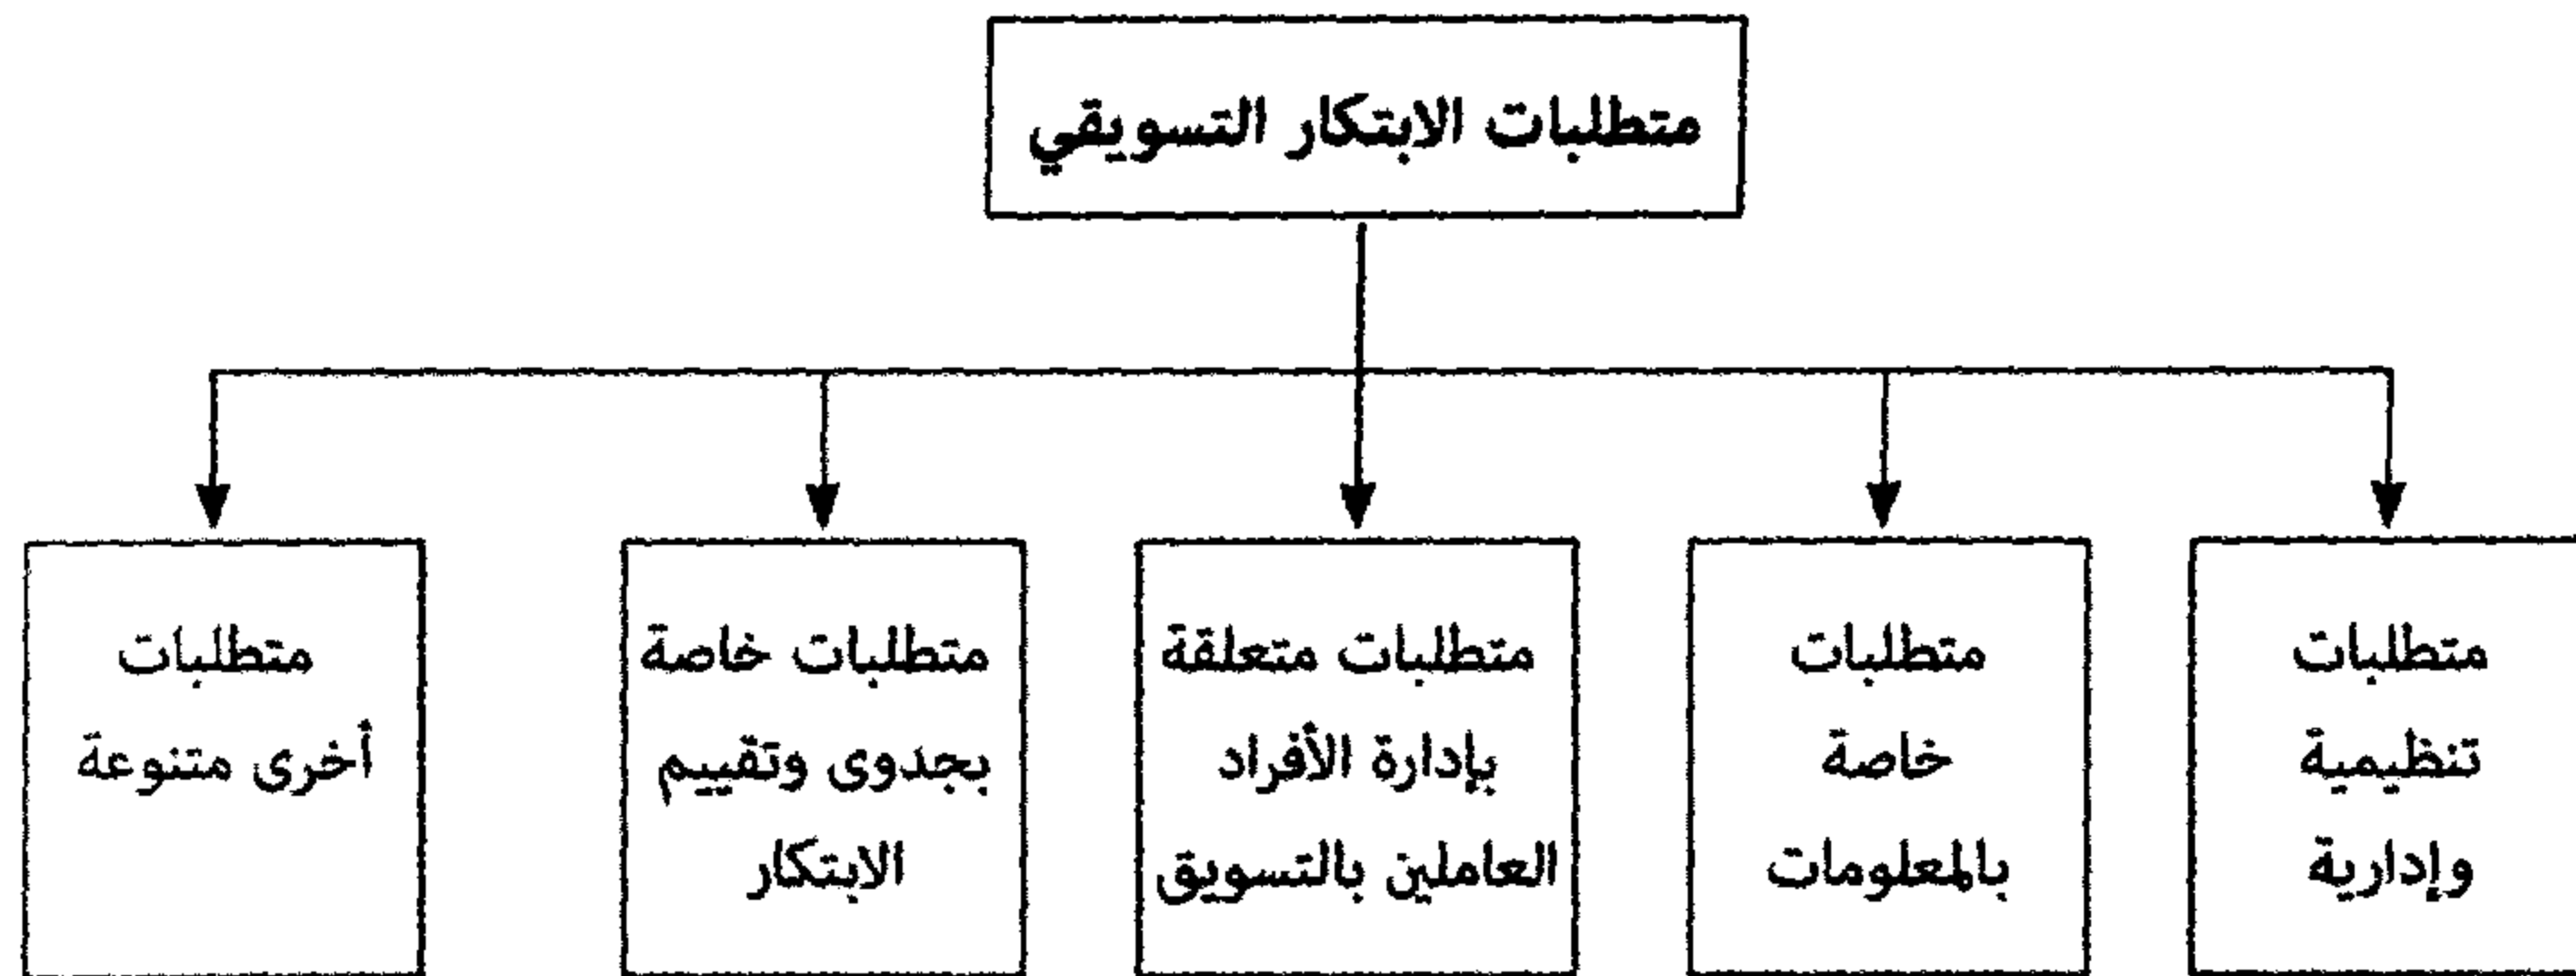 متطلبات الابتكار التسويقي
متطلبات
تنظيمية
وإدارية
متطلبات
خاصة
بالمعلومات
متطلبات متعلقة
بإدارة الأفراد
العاملين بالتسويق
متطلبات خاصة
بجدوى وتقييم
الابتكار
متطلبات
أخرى متنوعة